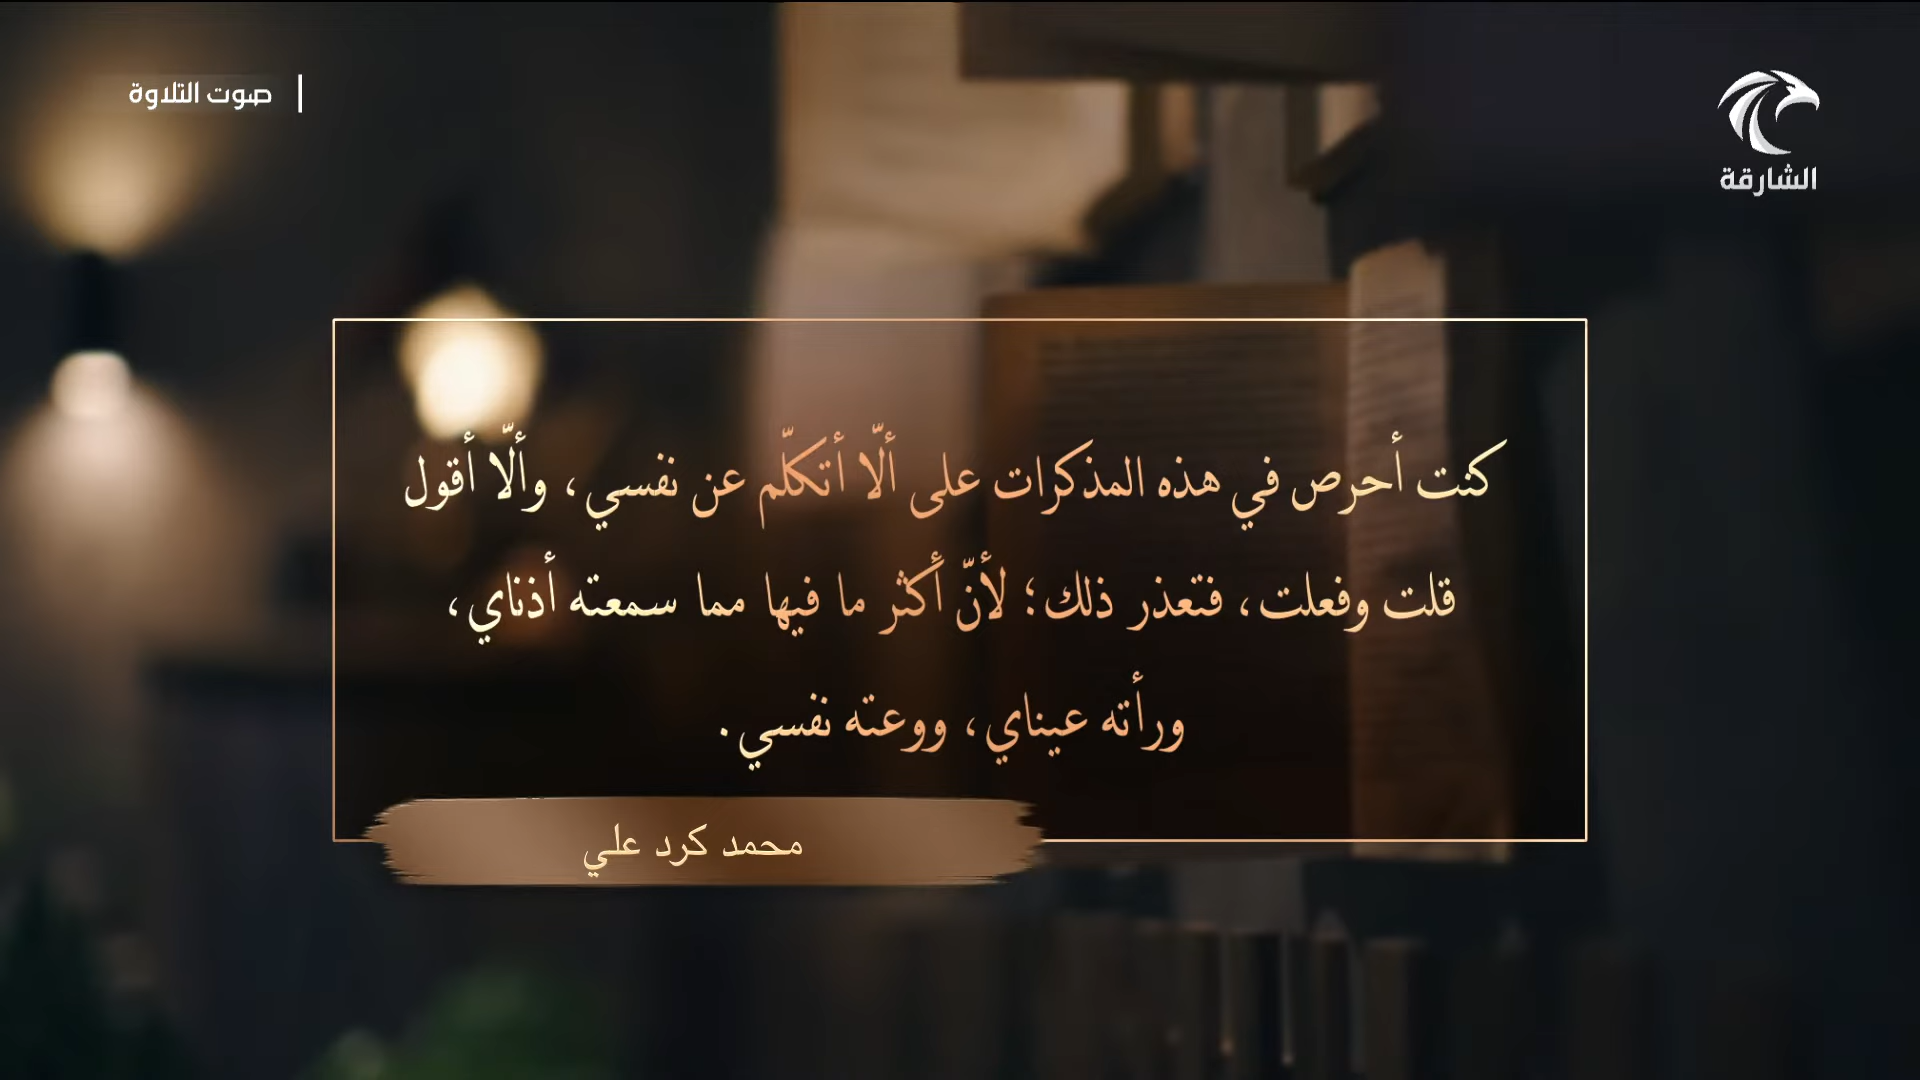 صوت التلاوة
الشارقة
كنت أحرص في هذه المذكرات على ألّا أتكلّم عن نفسي، وألّا أقول
قلت وفعلت، فتعذر ذلك؛ لأنّ أكثر ما فيها مما سمعته أذناي،
ورأته عيناي، ووعته نفسي.
محمد كرد علي